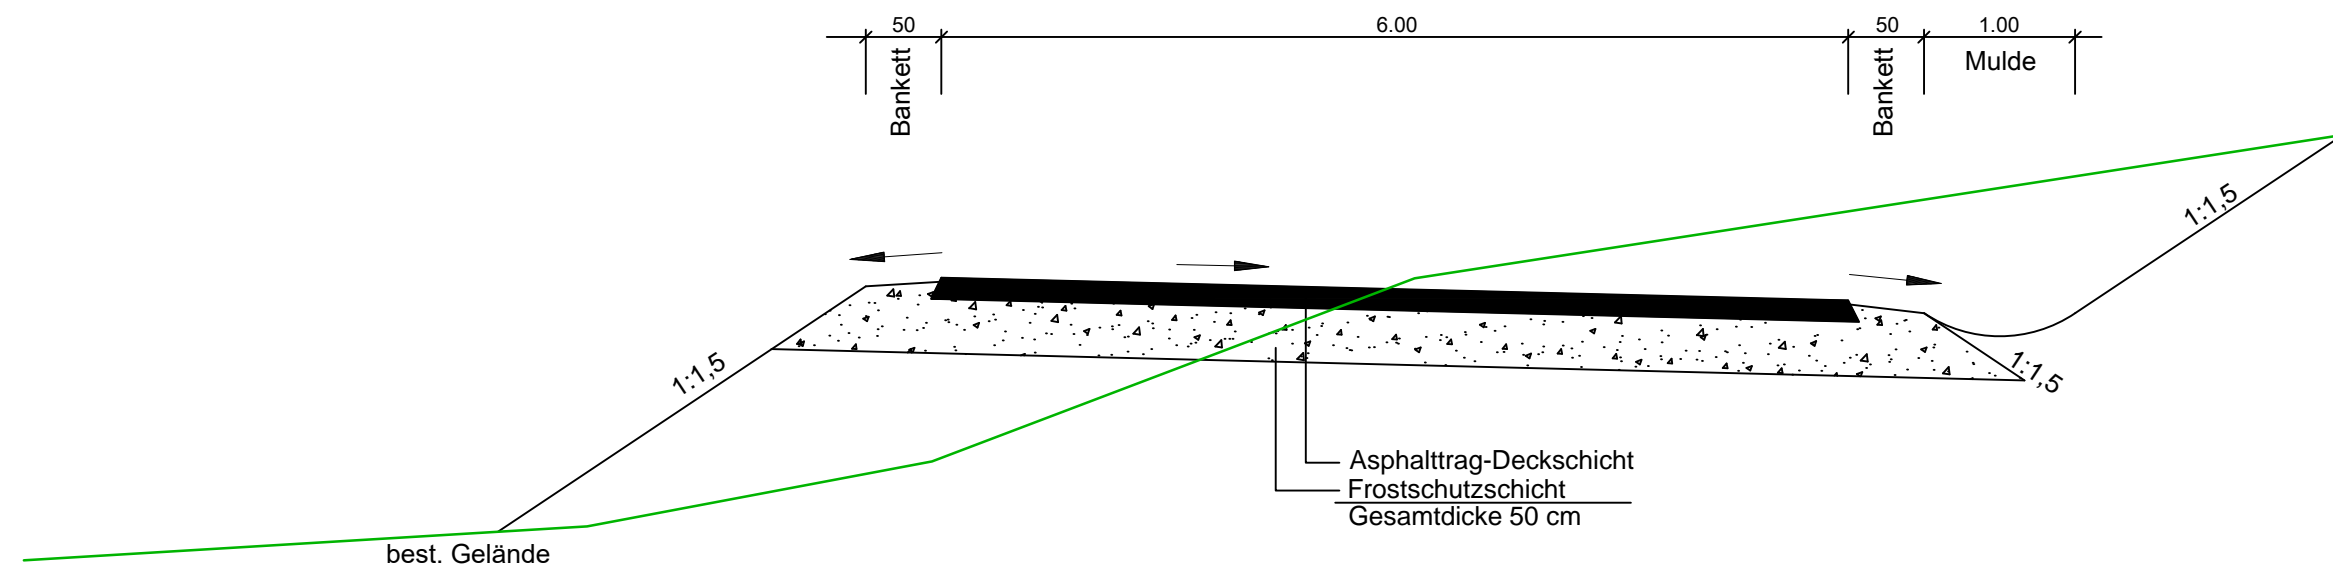 50
6.00
50
1.00
Bankett
Bankett
Mulde
1:1,5
1:1,5
1:1,5
Asphalttrag-Deckschicht
Frostschutzschicht
Gesamtdicke 50 cm
best. Gelände